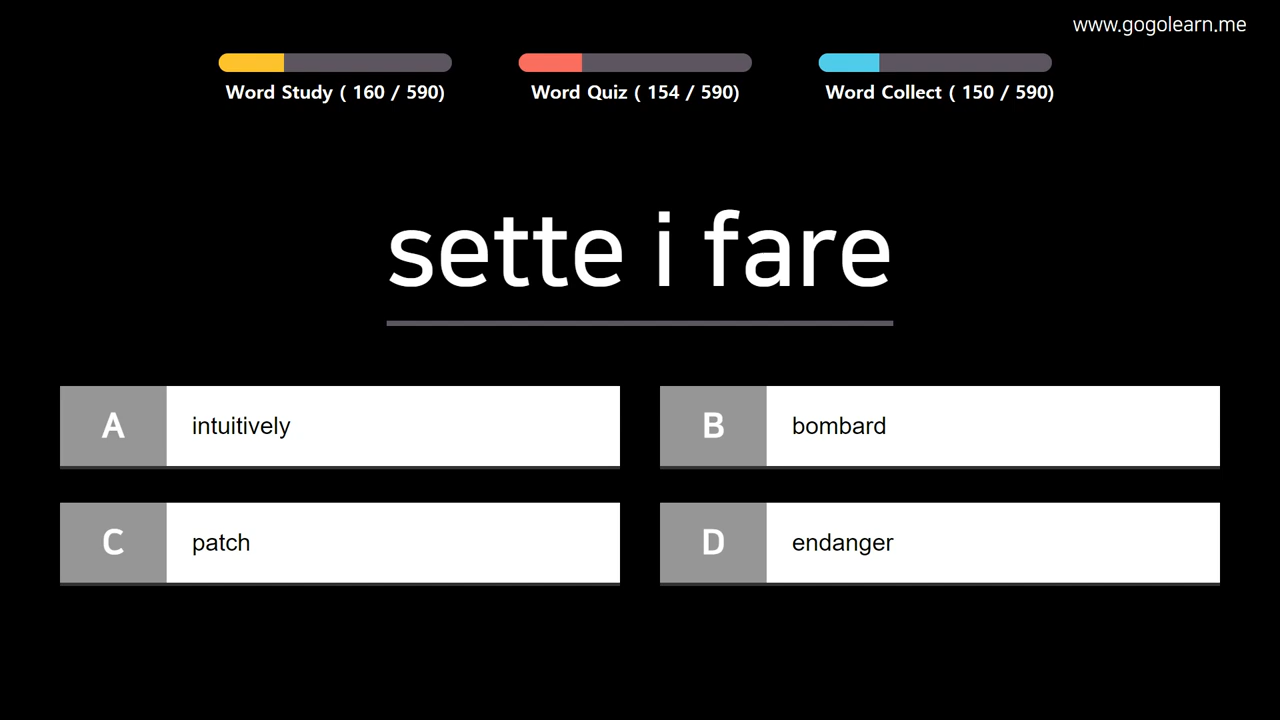 www.gogolearn.me
Word Study ( 160 / 590)
Word Quiz ( 154 / 590)
Word Collect ( 150 / 590)
sette i fare
A intuitively
B bombard
C patch
D endanger